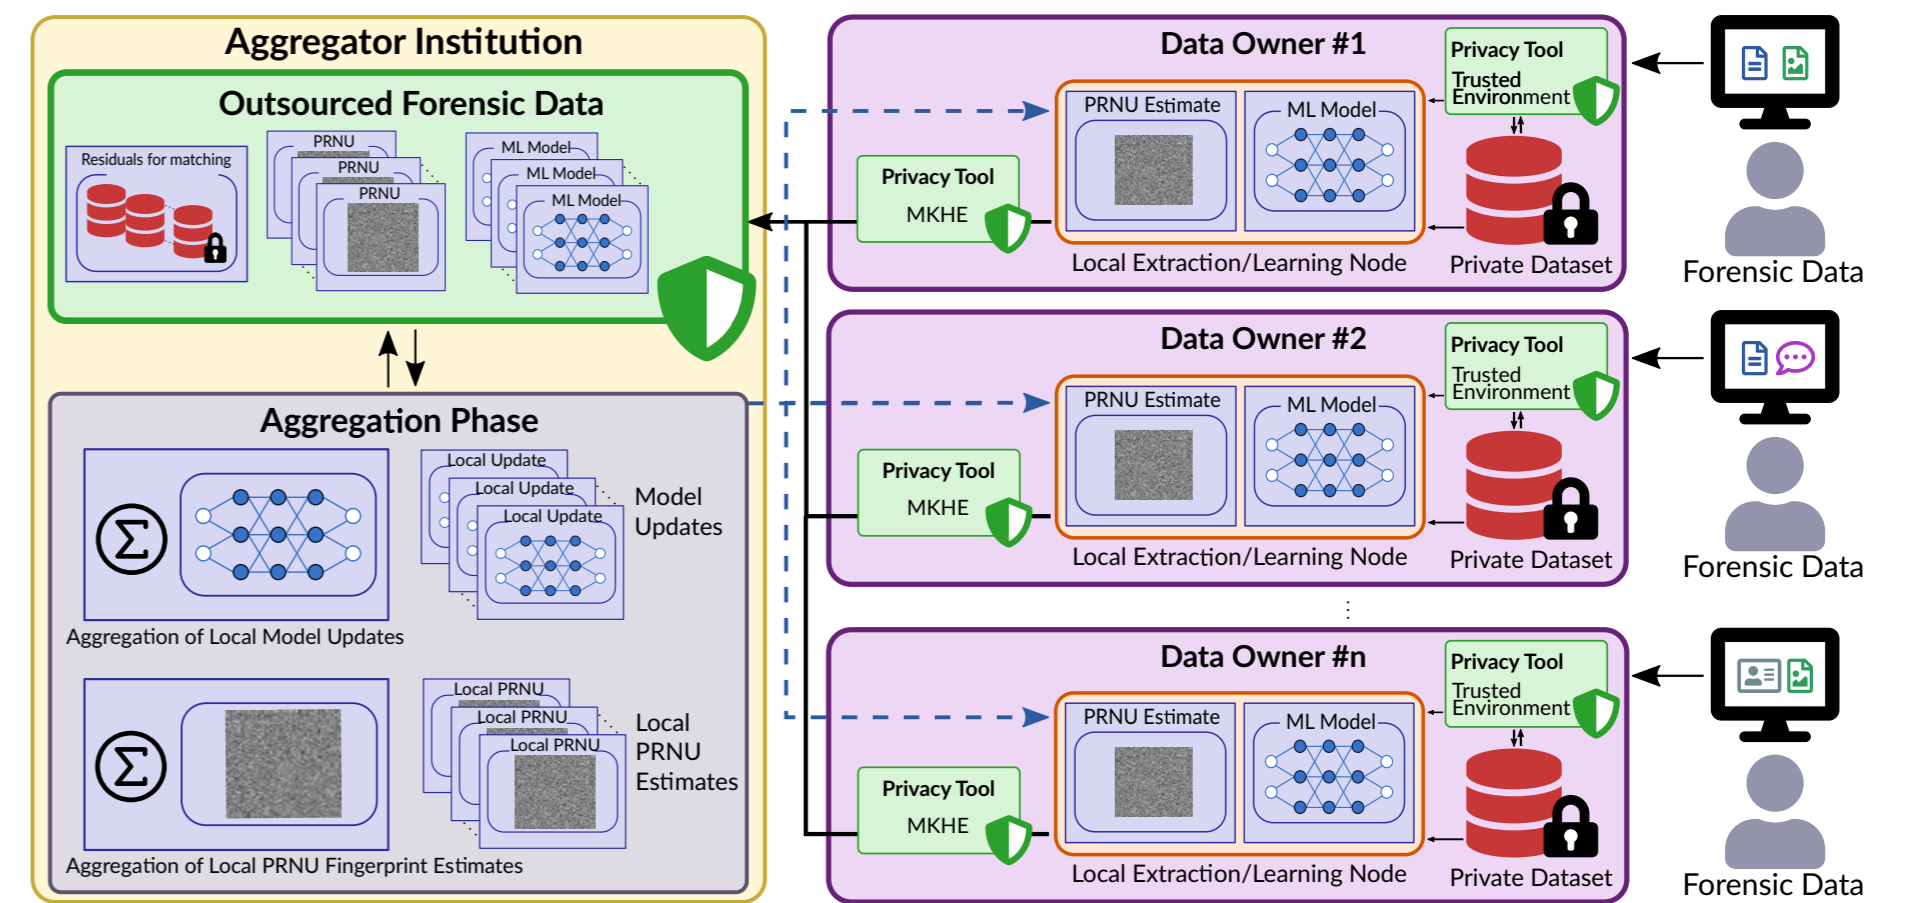 Aggregator Institution
Outsourced Forensic Data
Residuals for matching
PRNU
PRNU
PRNU
ML Model
ML Model
ML Model
Aggregation Phase
Local Update
Local Update
Local Update
Model
Updates
Σ
Aggregation of Local Model Updates
Local PRNU
Local PRNU
Local PRNU
Local
PRNU
Estimates
Σ
Aggregation of Local PRNU Fingerprint Estimates
Data Owner #1
Privacy Tool
Trusted
Environment
PRNU Estimate
ML Model
Privacy Tool
MKHE
Local Extraction/Learning Node
Private Dataset
Forensic Data
Data Owner #2
Privacy Tool
Trusted
Environment
PRNU Estimate
ML Model
Privacy Tool
MKHE
Local Extraction/Learning Node
Private Dataset
Forensic Data
Data Owner #n
Privacy Tool
Trusted
Environment
PRNU Estimate
ML Model
Privacy Tool
MKHE
Local Extraction/Learning Node
Private Dataset
Forensic Data